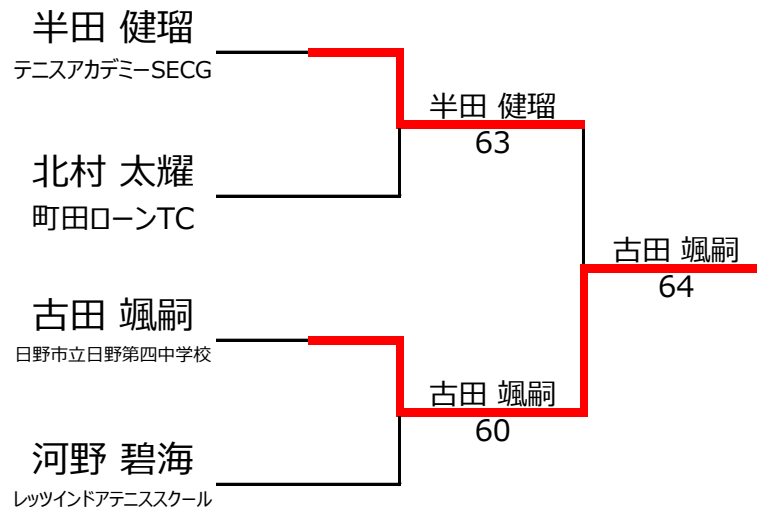 半田 健瑠
テニスアカデミーSECG
半田 健瑠
63
北村 太耀
町田ローンTC
古田 颯嗣
64
古田 颯嗣
日野市立日野第四中学校
古田 颯嗣
60
河野 碧海
レッツインドアテニススクール